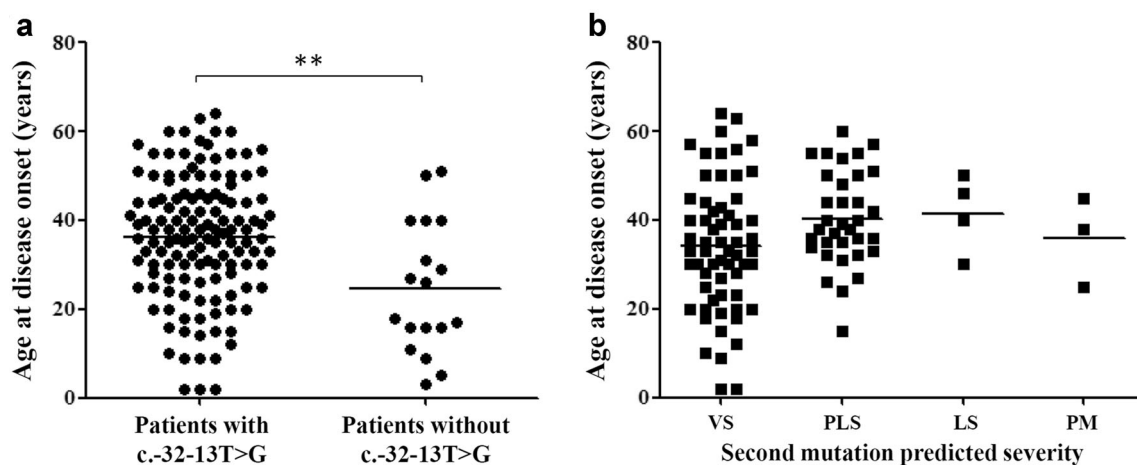 a
80
60
40
20
0
Age at disease onset (years)
**
Patients with
c.-32-13T>G
Patients without
c.-32-13T>G
b
80
60
40
20
0
Age at disease onset (years)
VS
PLS
LS
PM
Second mutation predicted severity